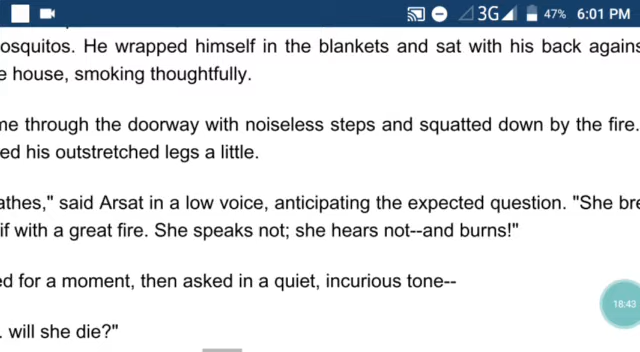 3G 47% 6:01 PM
osquitos. He wrapped himself in the blankets and sat with his back agains
e house, smoking thoughtfully.
me through the doorway with noiseless steps and squatted down by the fire.
ed his outstretched legs a little.
athes," said Arsat in a low voice, anticipating the expected question. "She bre
if with a great fire. She speaks not; she hears not--and burns!"
ed for a moment, then asked in a quiet, incurious tone--
18:43
. will she die?"